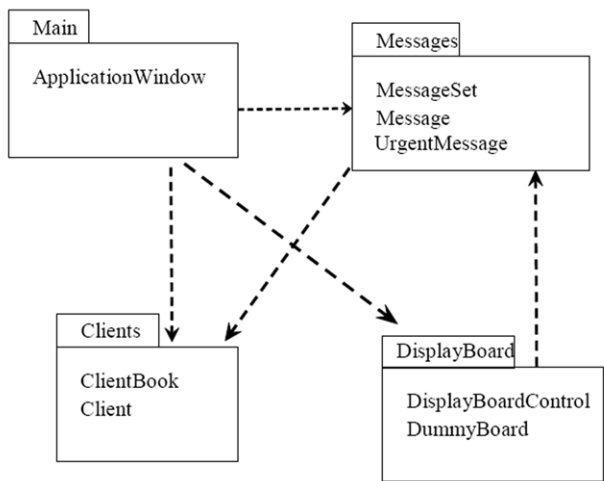 Main
ApplicationWindow
Messages
MessageSet
Message
UrgentMessage
Clients
ClientBook
Client
DisplayBoard
DisplayBoardControl
DummyBoard